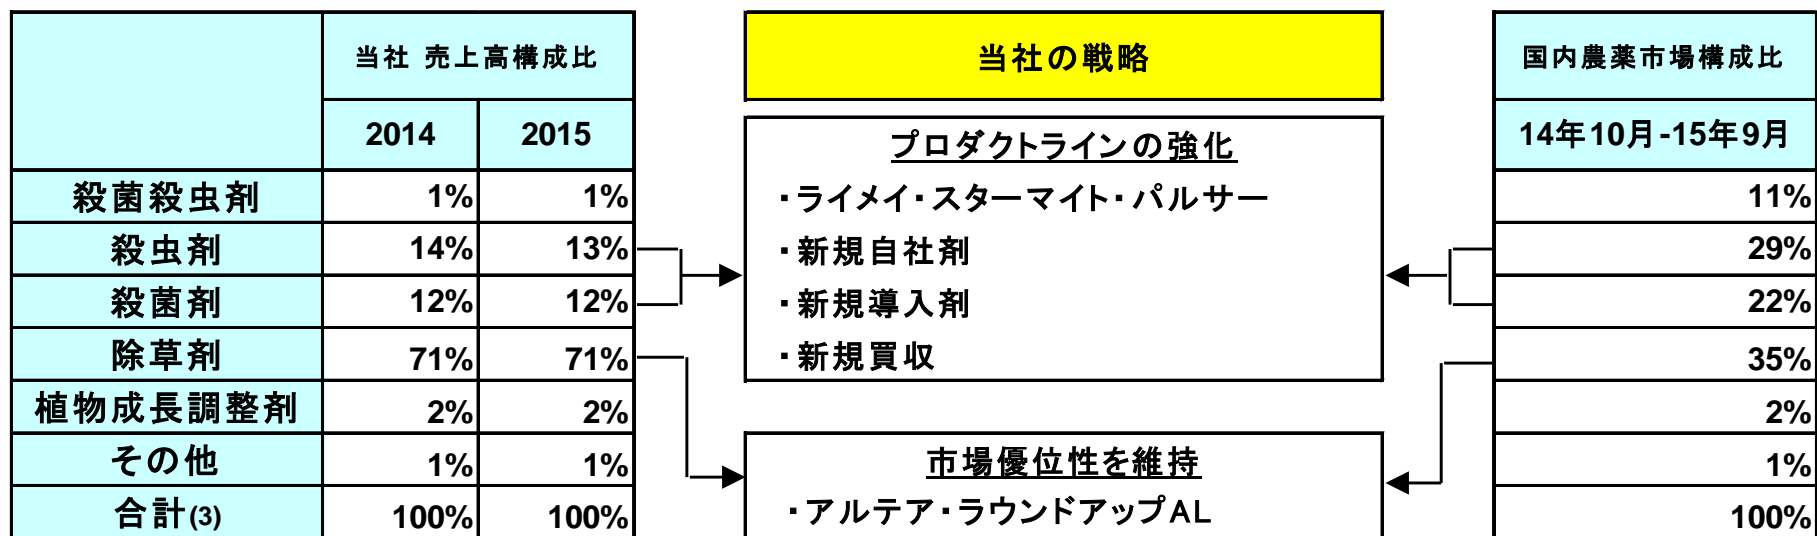 当社 売上高構成比
2014 2015
殺菌殺虫剤 1% 1%
殺虫剤 14% 13%
殺菌剤 12% 12%
除草剤 71% 71%
植物成長調整剤 2% 2%
その他 1% 1%
合計(3) 100% 100%
当社の戦略
プロダクトラインの強化
・ライメイ・スターマイト・パルサー
・新規自社剤
・新規導入剤
・新規買収
市場優位性を維持
・アルテア・ラウンドアップAL
国内農薬市場構成比
14年10月-15年9月
11%
29%
22%
35%
2%
1%
100%